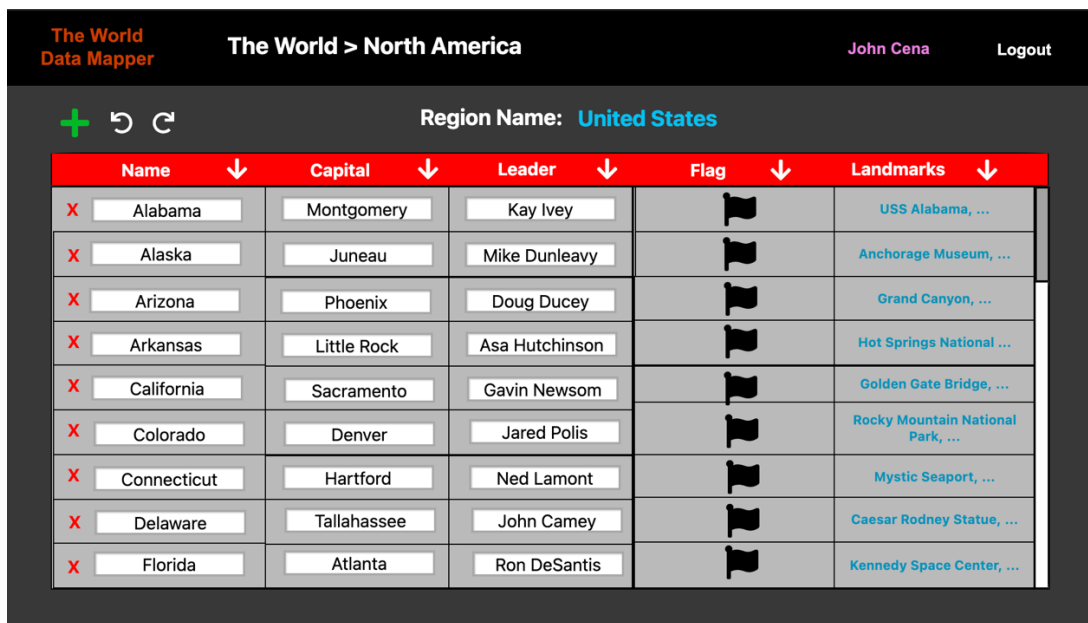 The World
Data Mapper
The World > North America
John Cena
Logout
Region Name: United States
Name Capital Leader Flag Landmarks
X Alabama Montgomery Kay Ivey USS Alabama, ...
X Alaska Juneau Mike Dunleavy Anchorage Museum, ...
X Arizona Phoenix Doug Ducey Grand Canyon, ...
X Arkansas Little Rock Asa Hutchinson Hot Springs National ...
X California Sacramento Gavin Newsom Golden Gate Bridge, ...
X Colorado Denver Jared Polis Rocky Mountain National
Park, ...
X Connecticut Hartford Ned Lamont Mystic Seaport, ...
X Delaware Tallahassee John Camey Caesar Rodney Statue, ...
X Florida Atlanta Ron DeSantis Kennedy Space Center, ...